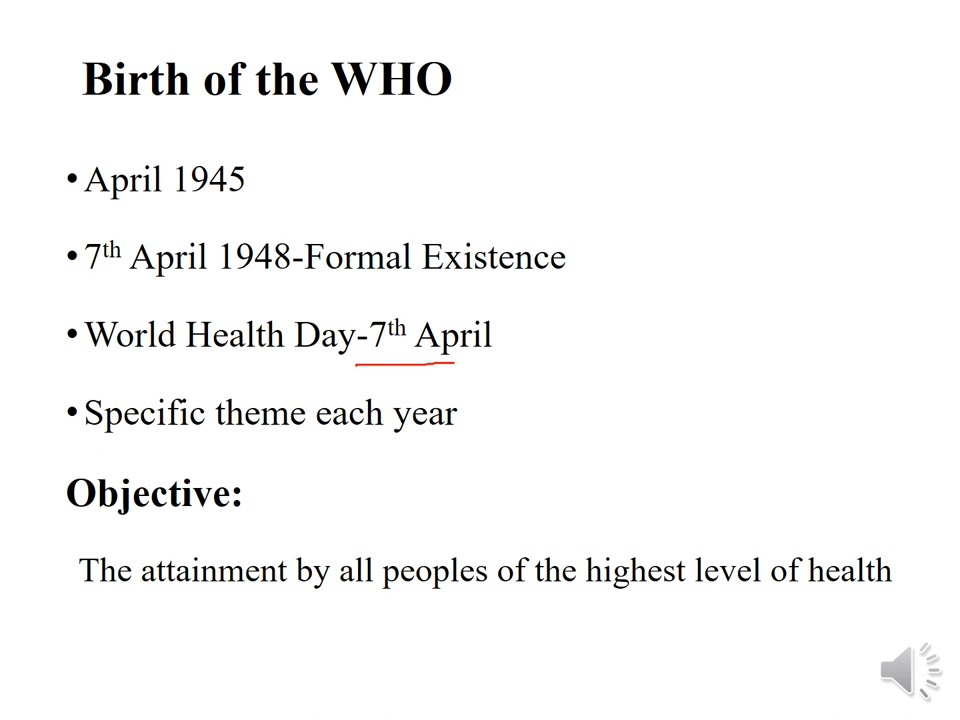 Birth of the WHO
• April 1945
• 7th April 1948-Formal Existence
• World Health Day-7th April
• Specific theme each year
Objective:
The attainment by all peoples of the highest level of health